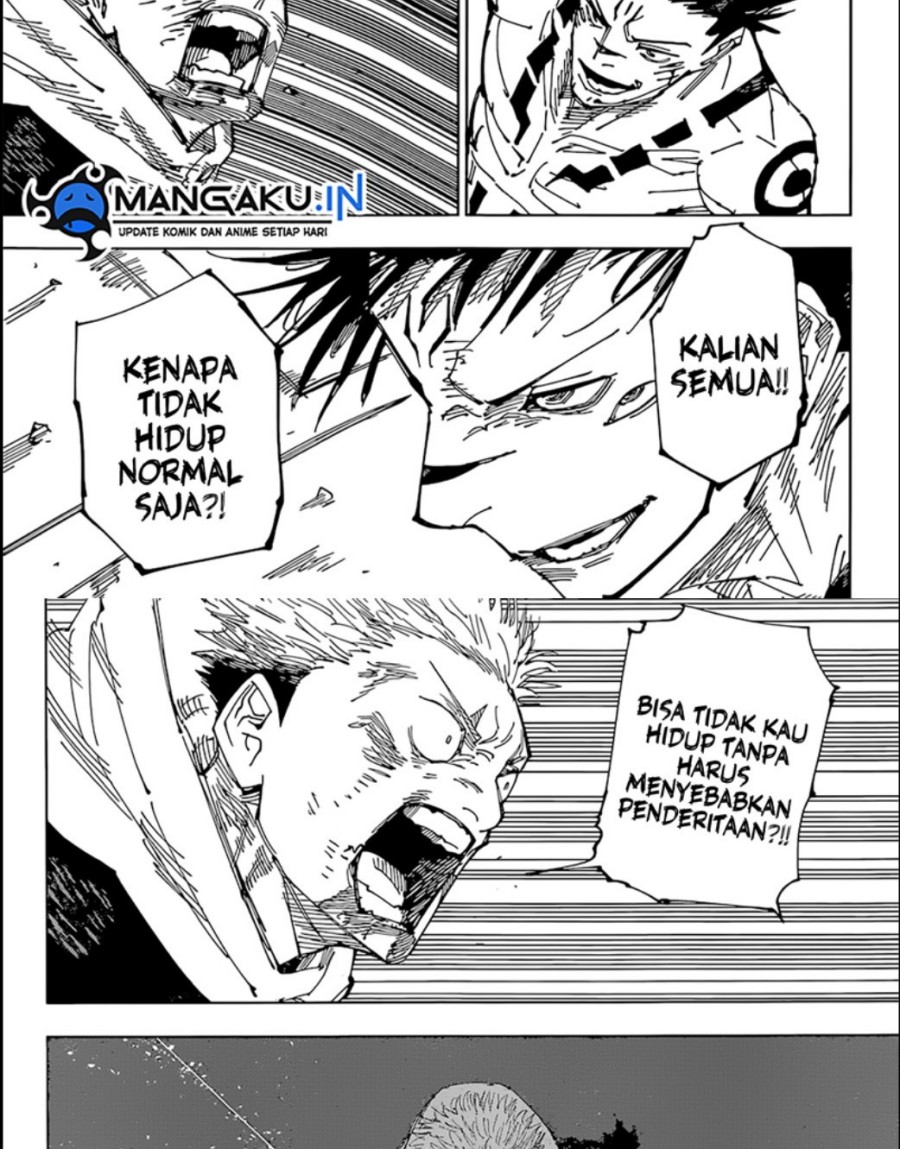 MANGAKU.IN
UPDATE KOMIK DAN ANIME SETIAP HARI
KALIAN
SEMUA!!
KENAPA
TIDAK
HIDUP
NORMAL
SAJA?!
BISA TIDAK KAU
HIDUP TANPA
HARUS
MENYEBABKAN
PENDERITAAN?!!